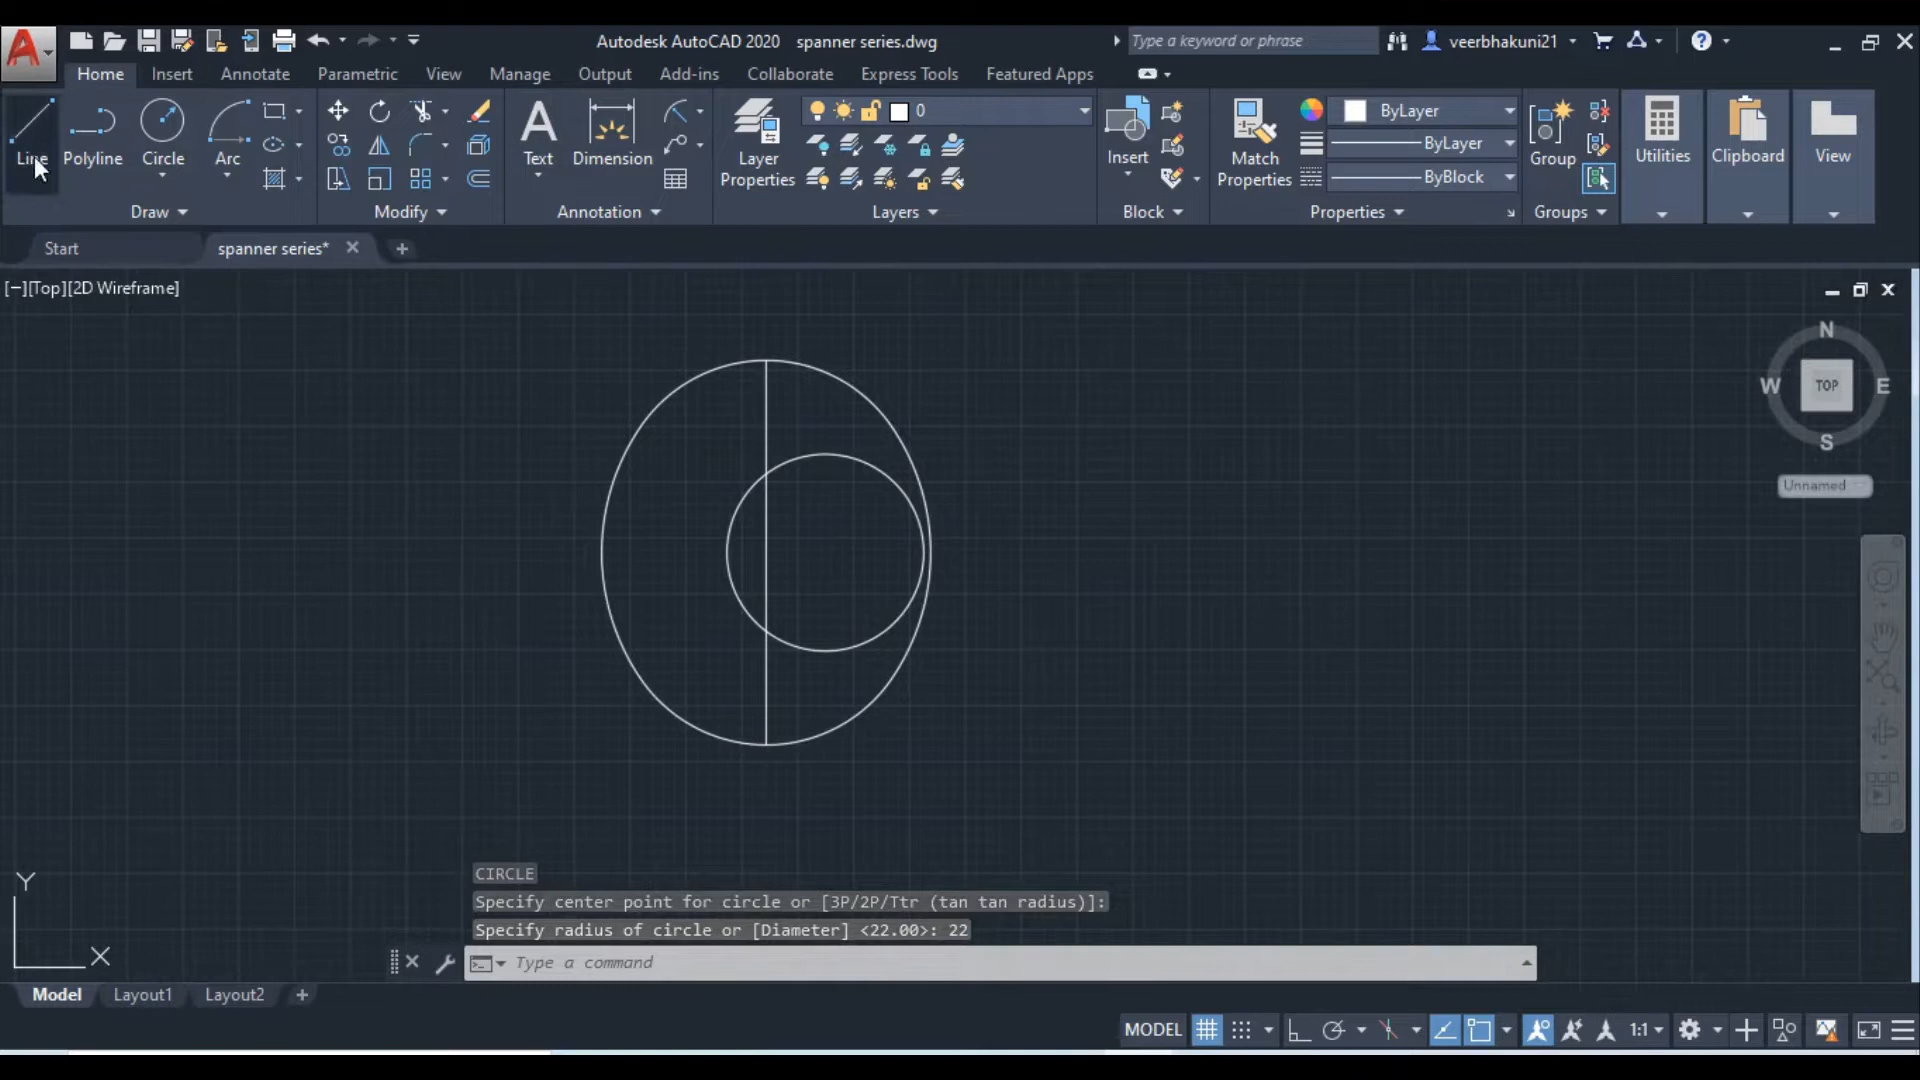 Autodesk AutoCAD 2020 spanner series.dwg
Type a keyword or phrase
veerbhakuni21
Home Insert Annotate Parametric View Manage Output Add-ins Collaborate Express Tools Featured Apps
Line Polyline Circle Arc
Text Dimension
Layer Properties
0
Insert
Match Properties
ByLayer
ByLayer
ByBlock
Group
Utilities Clipboard View
Draw Modify Annotation Layers Block Properties Groups
Start spanner series*
[−][Top][2D Wireframe]
N
W TOP E
S
Unnamed
CIRCLE
Specify center point for circle or [3P/2P/Ttr (tan tan radius)]:
Specify radius of circle or [Diameter] <22.00>: 22
Type a command
Y
X
Model Layout1 Layout2
MODEL 1:1